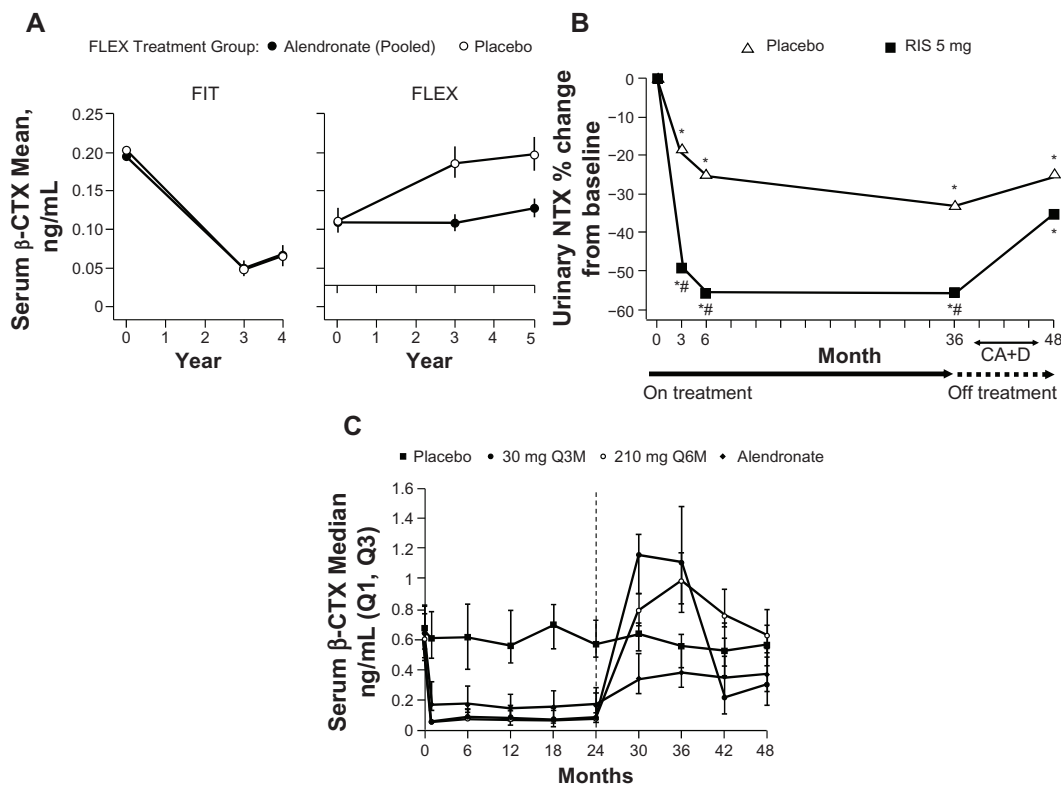 A
FLEX Treatment Group: Alendronate (Pooled) Placebo
FIT
FLEX
Serum β-CTX Mean,
ng/mL
0.25
0.20
0.15
0.10
0.05
0
0 1 2 3 4
Year
0 1 2 3 4 5
Year
B
Placebo RIS 5 mg
Urinary NTX % change
from baseline
0
−10
−20
−30
−40
−50
−60
* * * *
*# *# *# *
0 3 6 36 48
Month
CA+D
On treatment
Off treatment
C
Placebo 30 mg Q3M 210 mg Q6M Alendronate
Serum β-CTX Median
ng/mL (Q1, Q3)
1.6
1.4
1.2
1
0.8
0.6
0.4
0.2
0
0 6 12 18 24 30 36 42 48
Months